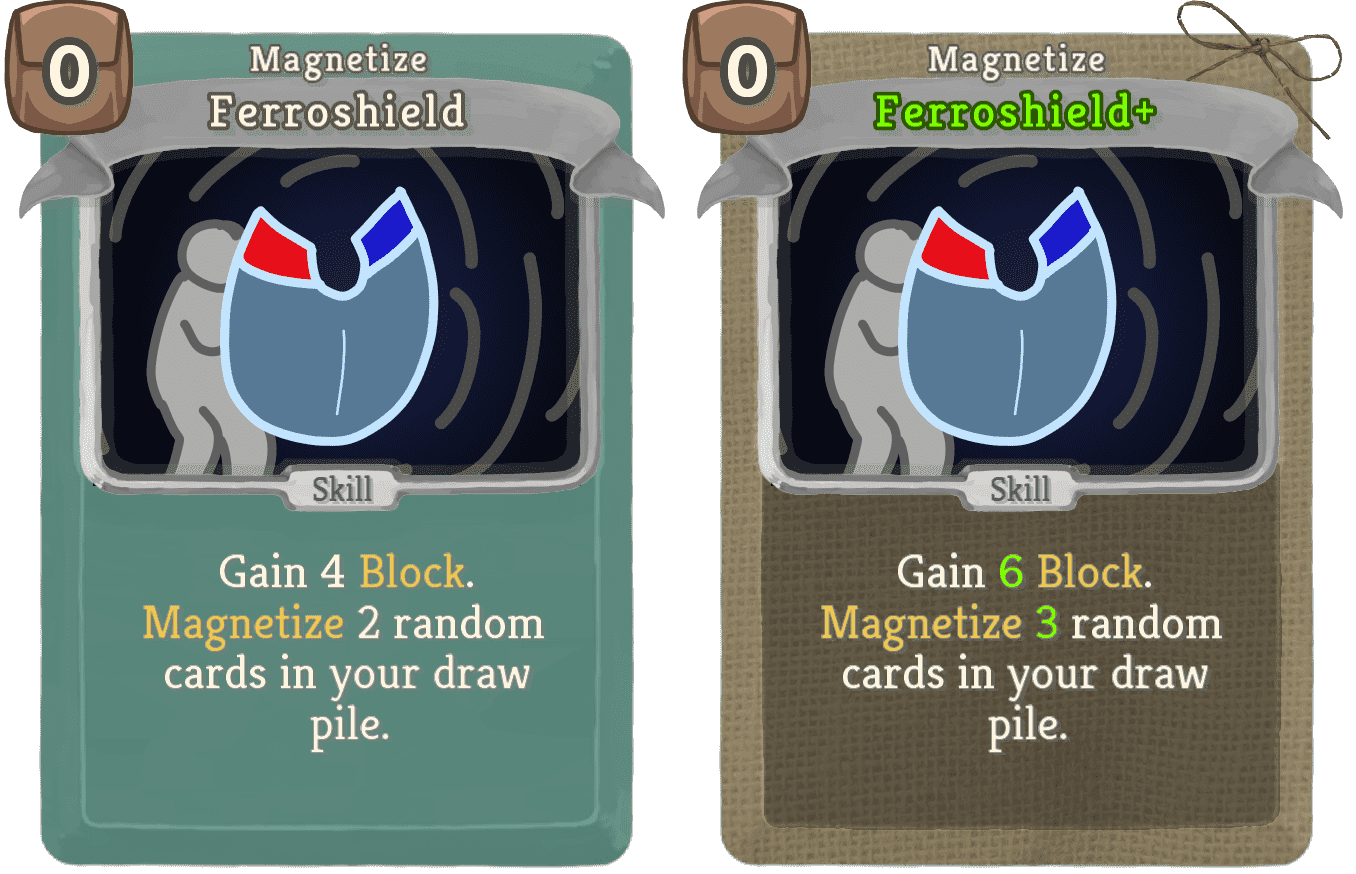 0
Magnetize
Ferroshield
Skill
Gain 4 Block.
Magnetize 2 random
cards in your draw
pile.
0
Magnetize
Ferroshield+
Skill
Gain 6 Block.
Magnetize 3 random
cards in your draw
pile.